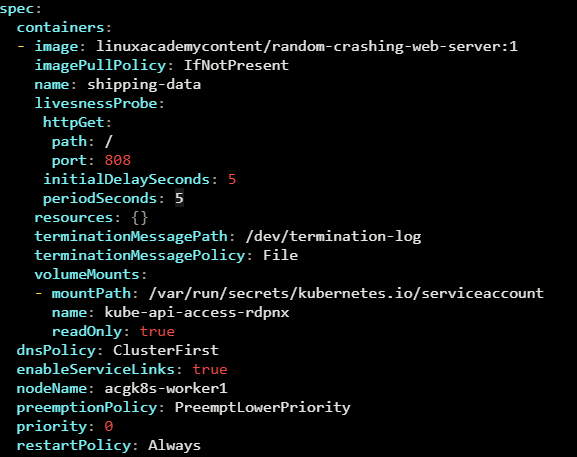 spec:
  containers:
  - image: linuxacademycontent/random-crashing-web-server:1
    imagePullPolicy: IfNotPresent
    name: shipping-data
    livesnessProbe:
     httpGet:
      path: /
      port: 808
     initialDelaySeconds: 5
     periodSeconds: 5
    resources: {}
    terminationMessagePath: /dev/termination-log
    terminationMessagePolicy: File
    volumeMounts:
    - mountPath: /var/run/secrets/kubernetes.io/serviceaccount
      name: kube-api-access-rdpnx
      readOnly: true
  dnsPolicy: ClusterFirst
  enableServiceLinks: true
  nodeName: acgk8s-worker1
  preemptionPolicy: PreemptLowerPriority
  priority: 0
  restartPolicy: Always